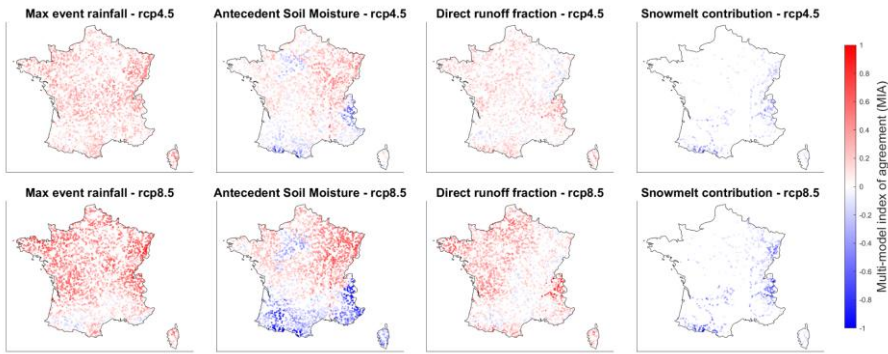 Max event rainfall - rcp4.5
Antecedent Soil Moisture - rcp4.5
Direct runoff fraction - rcp4.5
Snowmelt contribution - rcp4.5
Max event rainfall - rcp8.5
Antecedent Soil Moisture - rcp8.5
Direct runoff fraction - rcp8.5
Snowmelt contribution - rcp8.5
1
0.8
0.6
0.4
0.2
0
-0.2
-0.4
-0.6
-0.8
-1
Multi-model index of agreement (MIA)